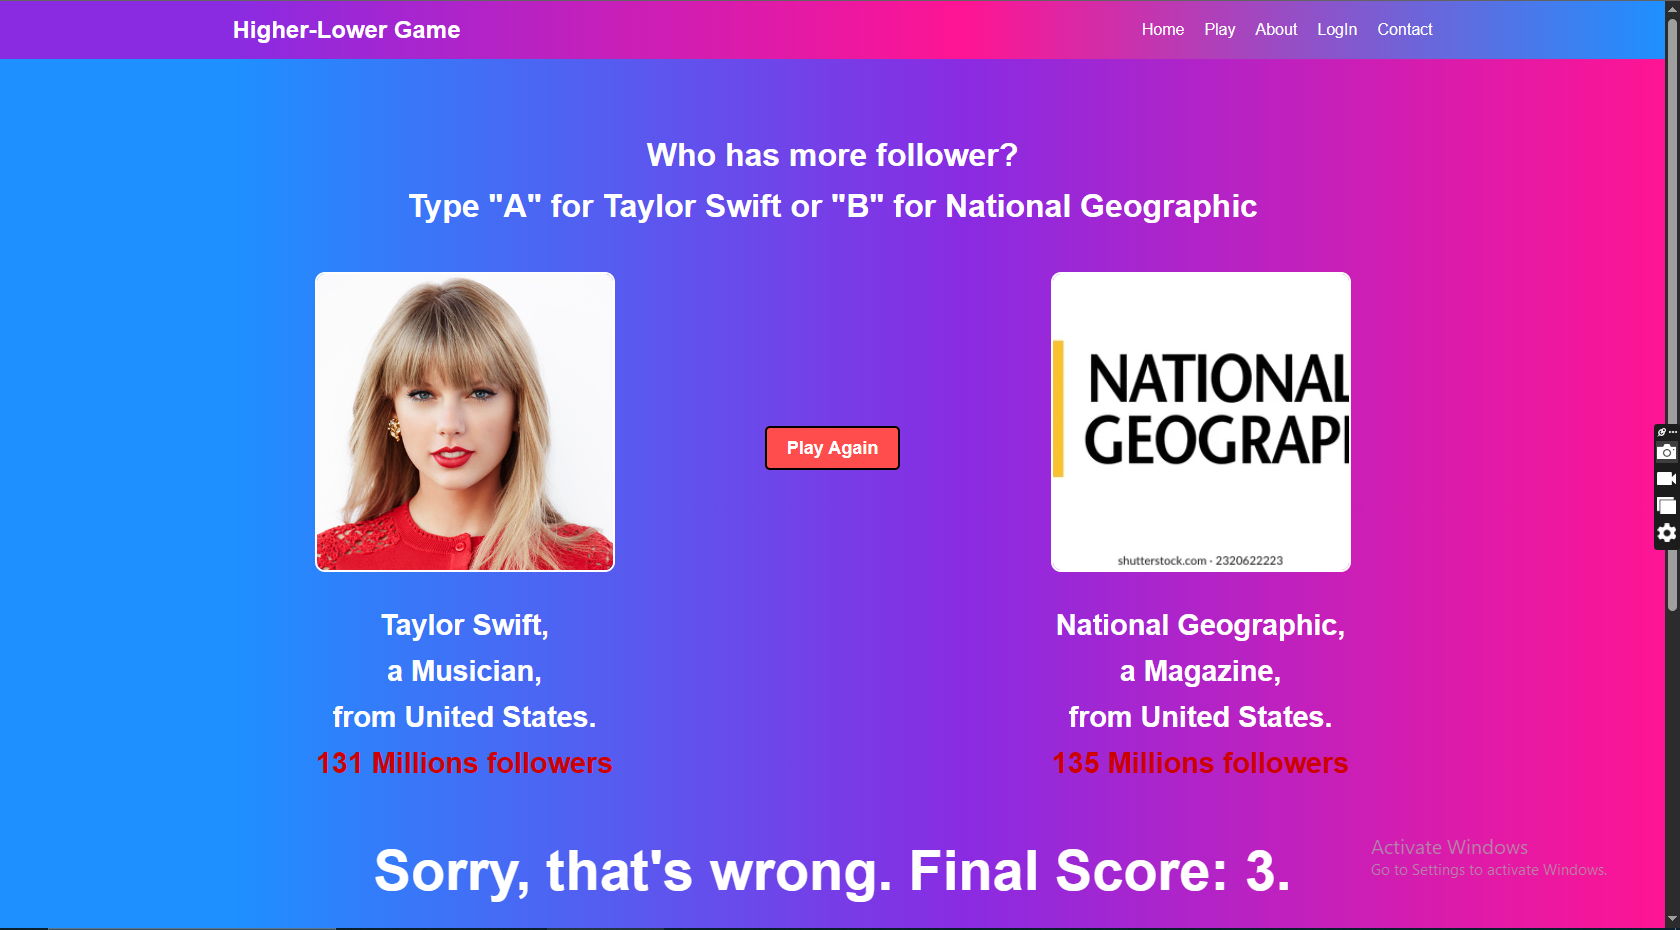 Higher-Lower Game
Home Play About LogIn Contact
Who has more follower?
Type "A" for Taylor Swift or "B" for National Geographic
NATIONAL
GEOGRAPI
shutterstock.com · 2320622223
Play Again
Taylor Swift,
a Musician,
from United States.
131 Millions followers
National Geographic,
a Magazine,
from United States.
135 Millions followers
Sorry, that's wrong. Final Score: 3.
Activate Windows
Go to Settings to activate Windows.